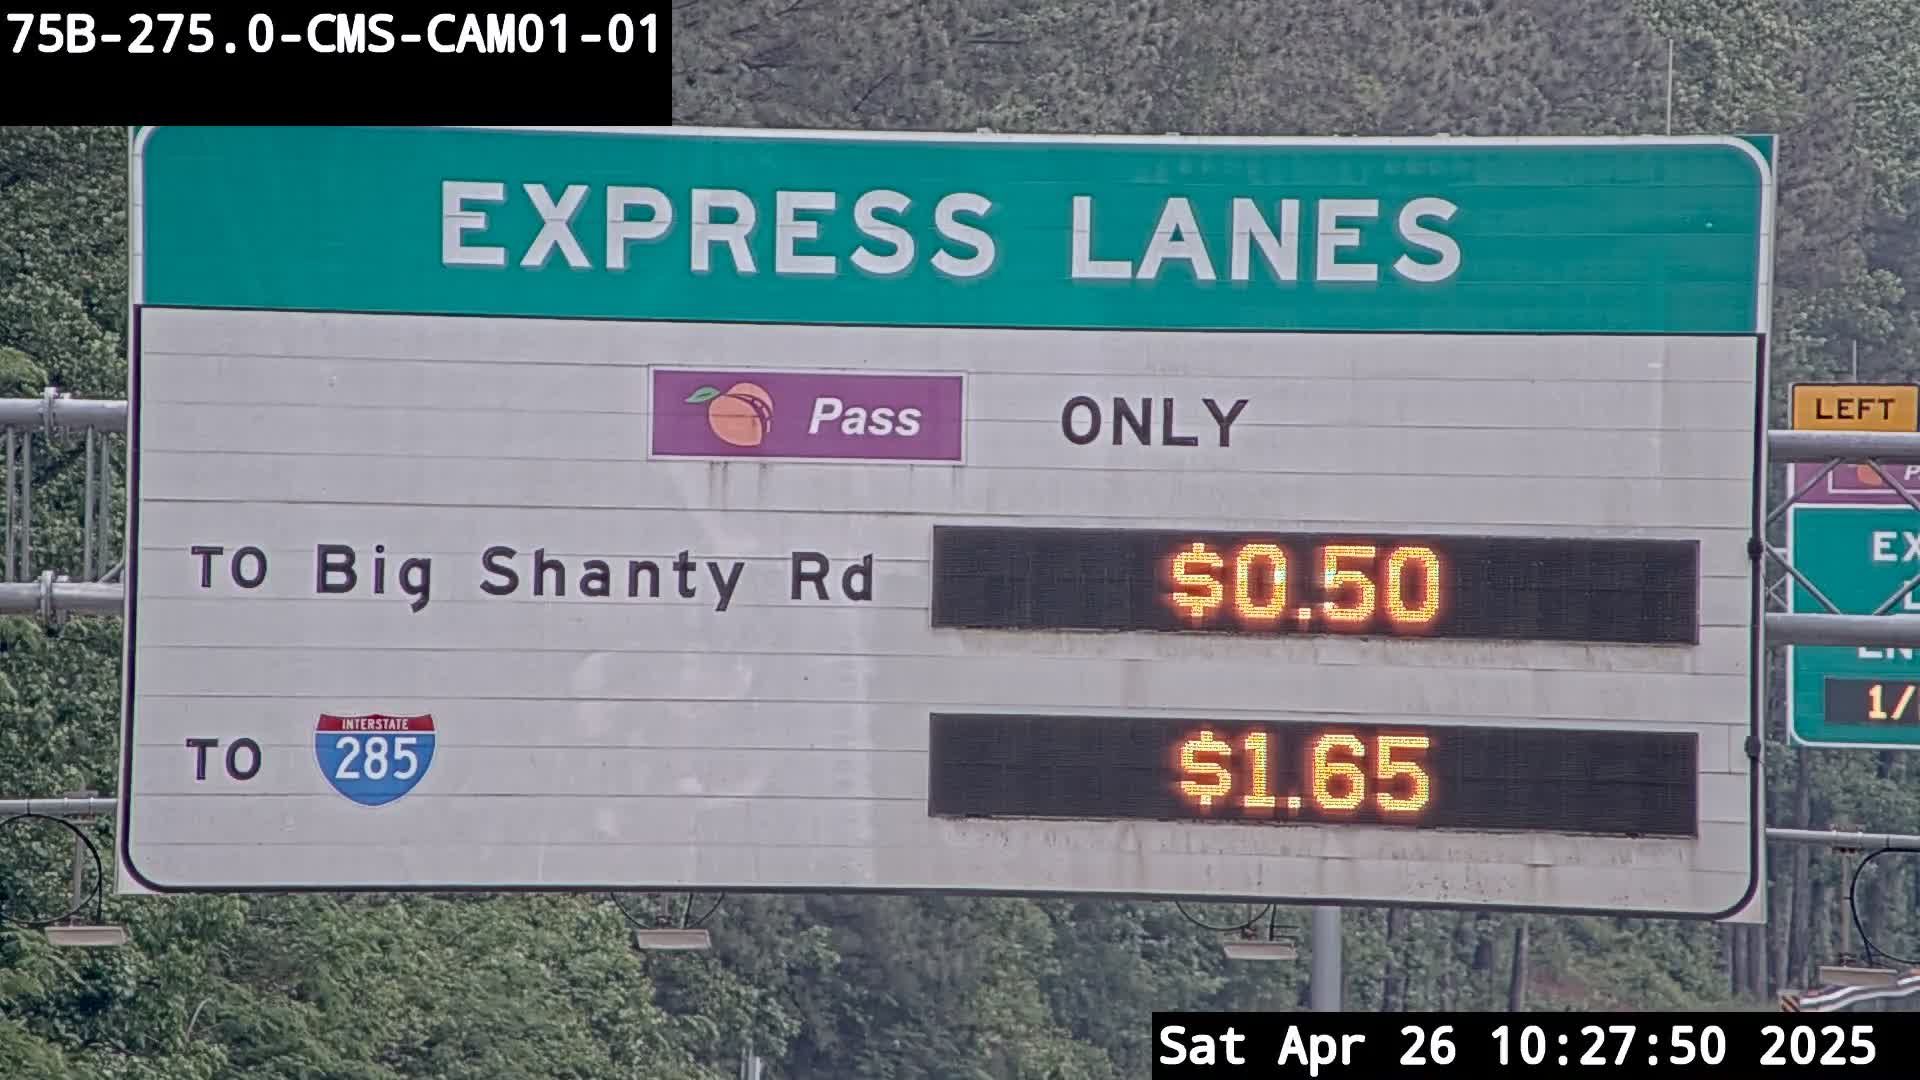 75B-275.0-CMS-CAM01-01
EXPRESS LANES
Pass ONLY
TO Big Shanty Rd $0.50
TO INTERSTATE 285 $1.65
LEFT
Sat Apr 26 10:27:50 2025